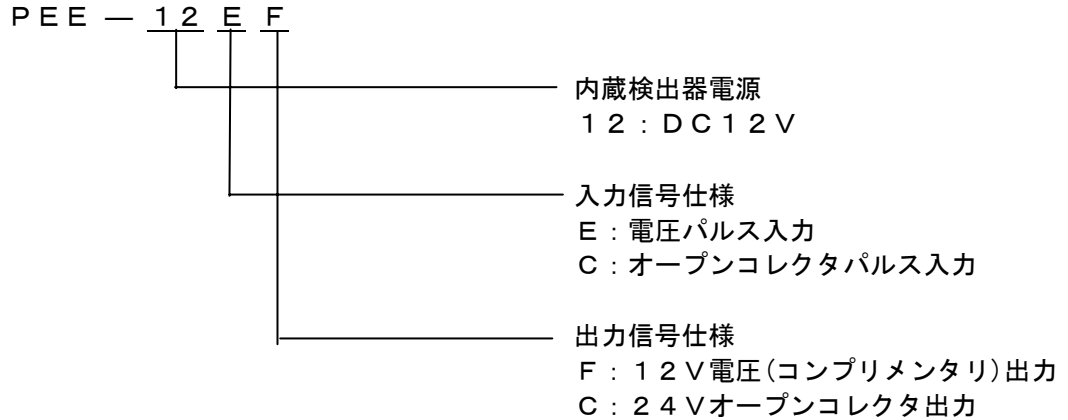 ＰＥＥ － １２ Ｅ Ｆ
内蔵検出器電源
１２：ＤＣ１２Ｖ
入力信号仕様
Ｅ：電圧パルス入力
Ｃ：オープンコレクタパルス入力
出力信号仕様
Ｆ：１２Ｖ電圧(コンプリメンタリ)出力
Ｃ：２４Ｖオープンコレクタ出力